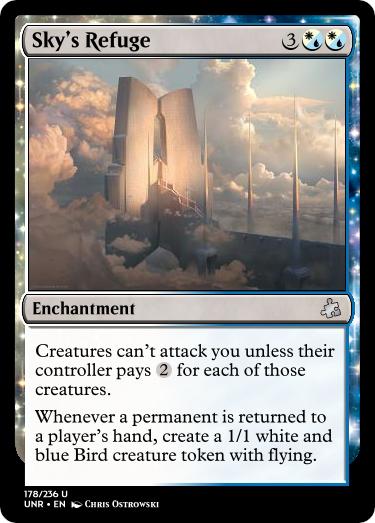 Sky's Refuge 3
Enchantment
Creatures can't attack you unless their
controller pays 2 for each of those
creatures.
Whenever a permanent is returned to
a player's hand, create a 1/1 white and
blue Bird creature token with flying.
178/236 U
UNR • EN Chris Ostrowski